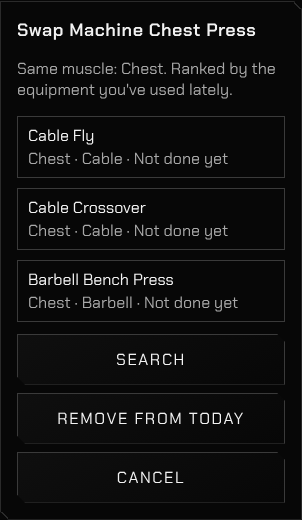 Swap Machine Chest Press
Same muscle: Chest. Ranked by the
equipment you've used lately.
Cable Fly
Chest · Cable · Not done yet
Cable Crossover
Chest · Cable · Not done yet
Barbell Bench Press
Chest · Barbell · Not done yet
SEARCH
REMOVE FROM TODAY
CANCEL